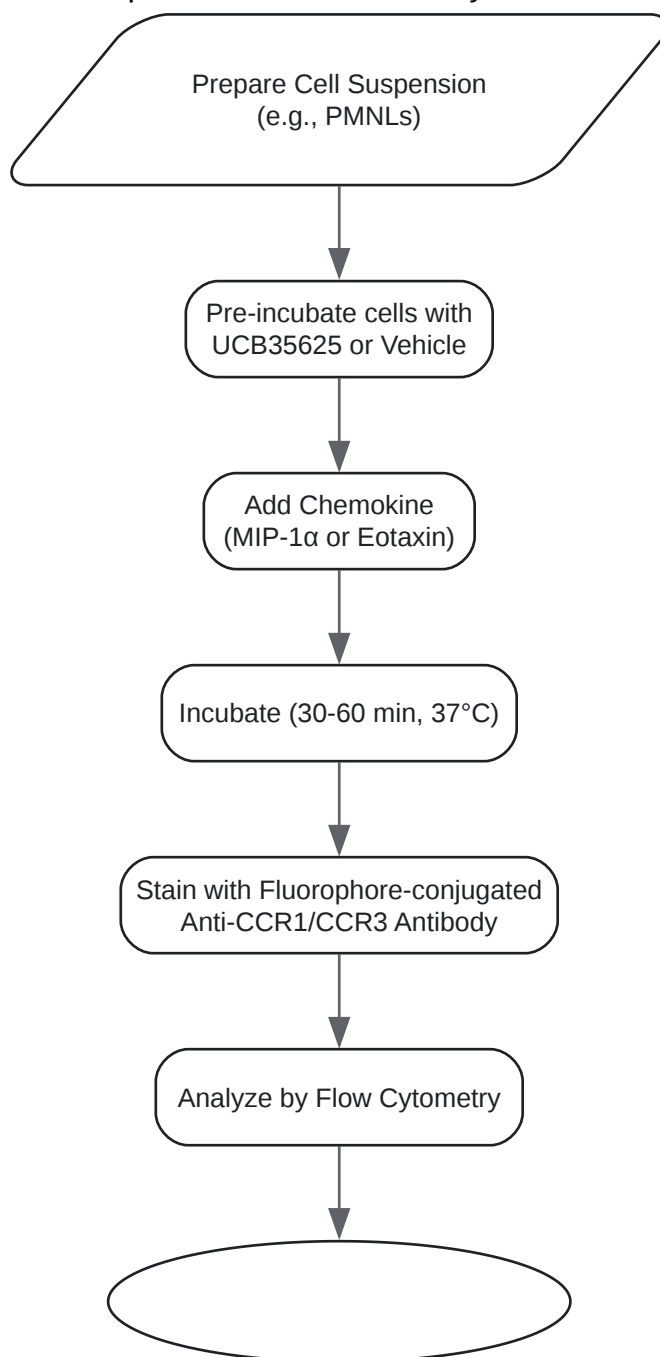 Prepare Cell Suspension
(e.g., PMNLs)
Pre-incubate cells with
UCB35625 or Vehicle
Add Chemokine
(MIP-1α or Eotaxin)
Incubate (30-60 min, 37°C)
Stain with Fluorophore-conjugated
Anti-CCR1/CCR3 Antibody
Analyze by Flow Cytometry